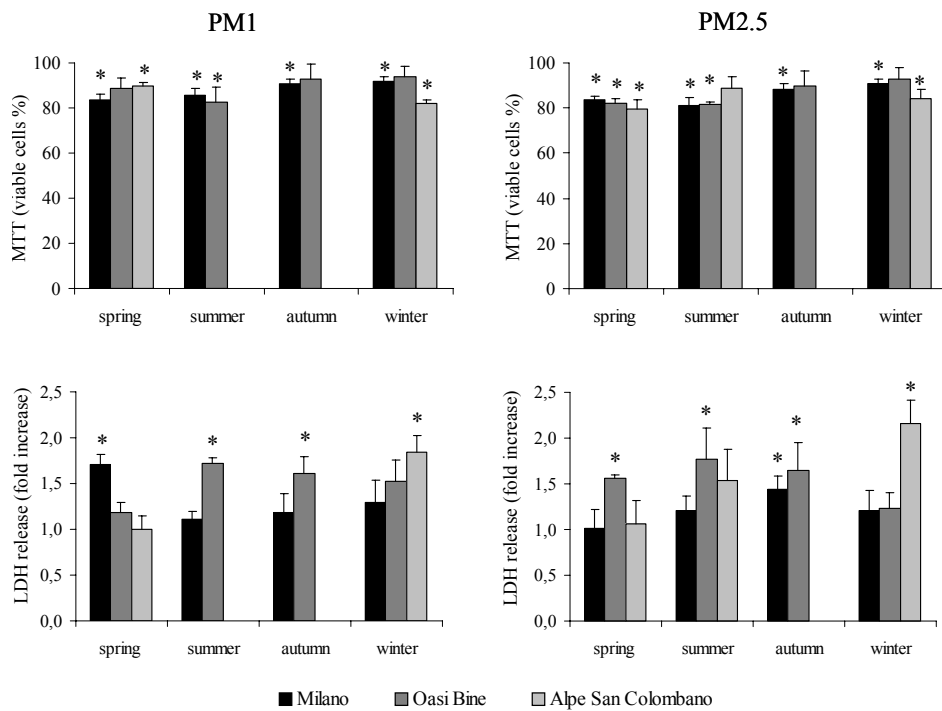 PM1
PM2.5
MTT (viable cells %)
100
80
60
40
20
0
* * * * * *  *
spring summer autumn winter
MTT (viable cells %)
100
80
60
40
20
0
* * * * * * * *
spring summer autumn winter
LDH release (fold increase)
2,5
2,0
1,5
1,0
0,5
0,0
* * * *
spring summer autumn winter
LDH release (fold increase)
2,5
2,0
1,5
1,0
0,5
0,0
* * * *
spring summer autumn winter
Milano Oasi Bine Alpe San Colombano